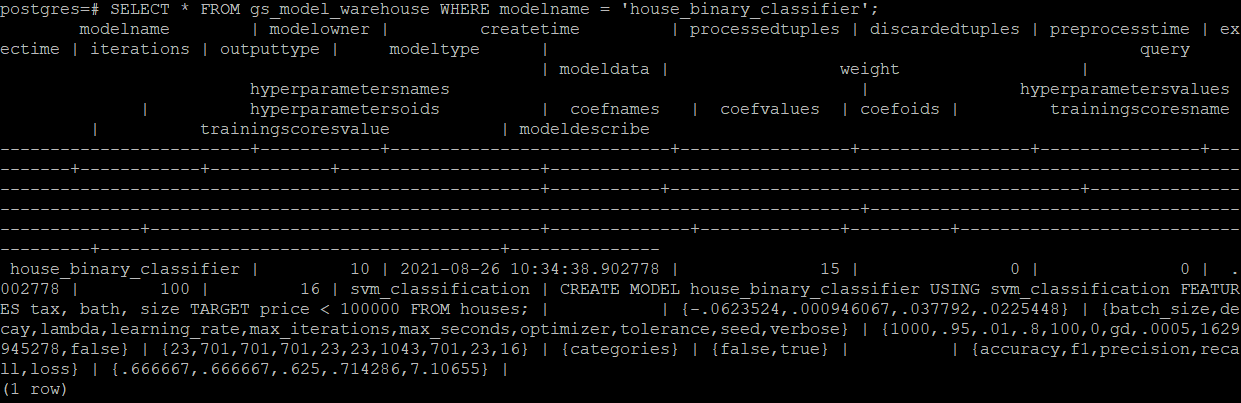 postgres=# SELECT * FROM gs_model_warehouse WHERE modelname = 'house_binary_classifier';
modelname | modelowner | createtime | processedtuples | discardedtuples | preprocesstime | ex
ectime | iterations | outputtype | modeltype | query
| modeldata | weight |
hyperparametersnames | hyperparametersvalues
| hyperparametersoids | coefnames | coefvalues | coefoids | trainingscoresname
| trainingscoresvalue | modeldescribe
---------------------------+------------+----------------------------+-----------------+-----------------+----------------+---
-------+------------+------------+--------------------+---------------------------------------------------------------------
------------------------------------------------------+-----------+------------------------------------------+---------------
--------------------------------------------------------------------------------------+-------------------------------------
--------------+---------------------------------------+--------------+--------------+----------+----------------------------
---------+----------------------------------------+---------------
house_binary_classifier | 10 | 2021-08-26 10:34:38.902778 | 15 | 0 | 0 | .
002778 | 100 | 16 | svm_classification | CREATE MODEL house_binary_classifier USING svm_classification FEATUR
ES tax, bath, size TARGET price < 100000 FROM houses; | | {-.0623524,.000946067,.037792,.0225448} | {batch_size,de
cay,lambda,learning_rate,max_iterations,max_seconds,optimizer,tolerance,seed,verbose} | {1000,.95,.01,.8,100,0,gd,.0005,1629
945278,false} | {23,701,701,701,23,23,1043,701,23,16} | {categories} | {false,true} | | {accuracy,f1,precision,reca
ll,loss} | {.666667,.666667,.625,.714286,7.10655} |
(1 row)